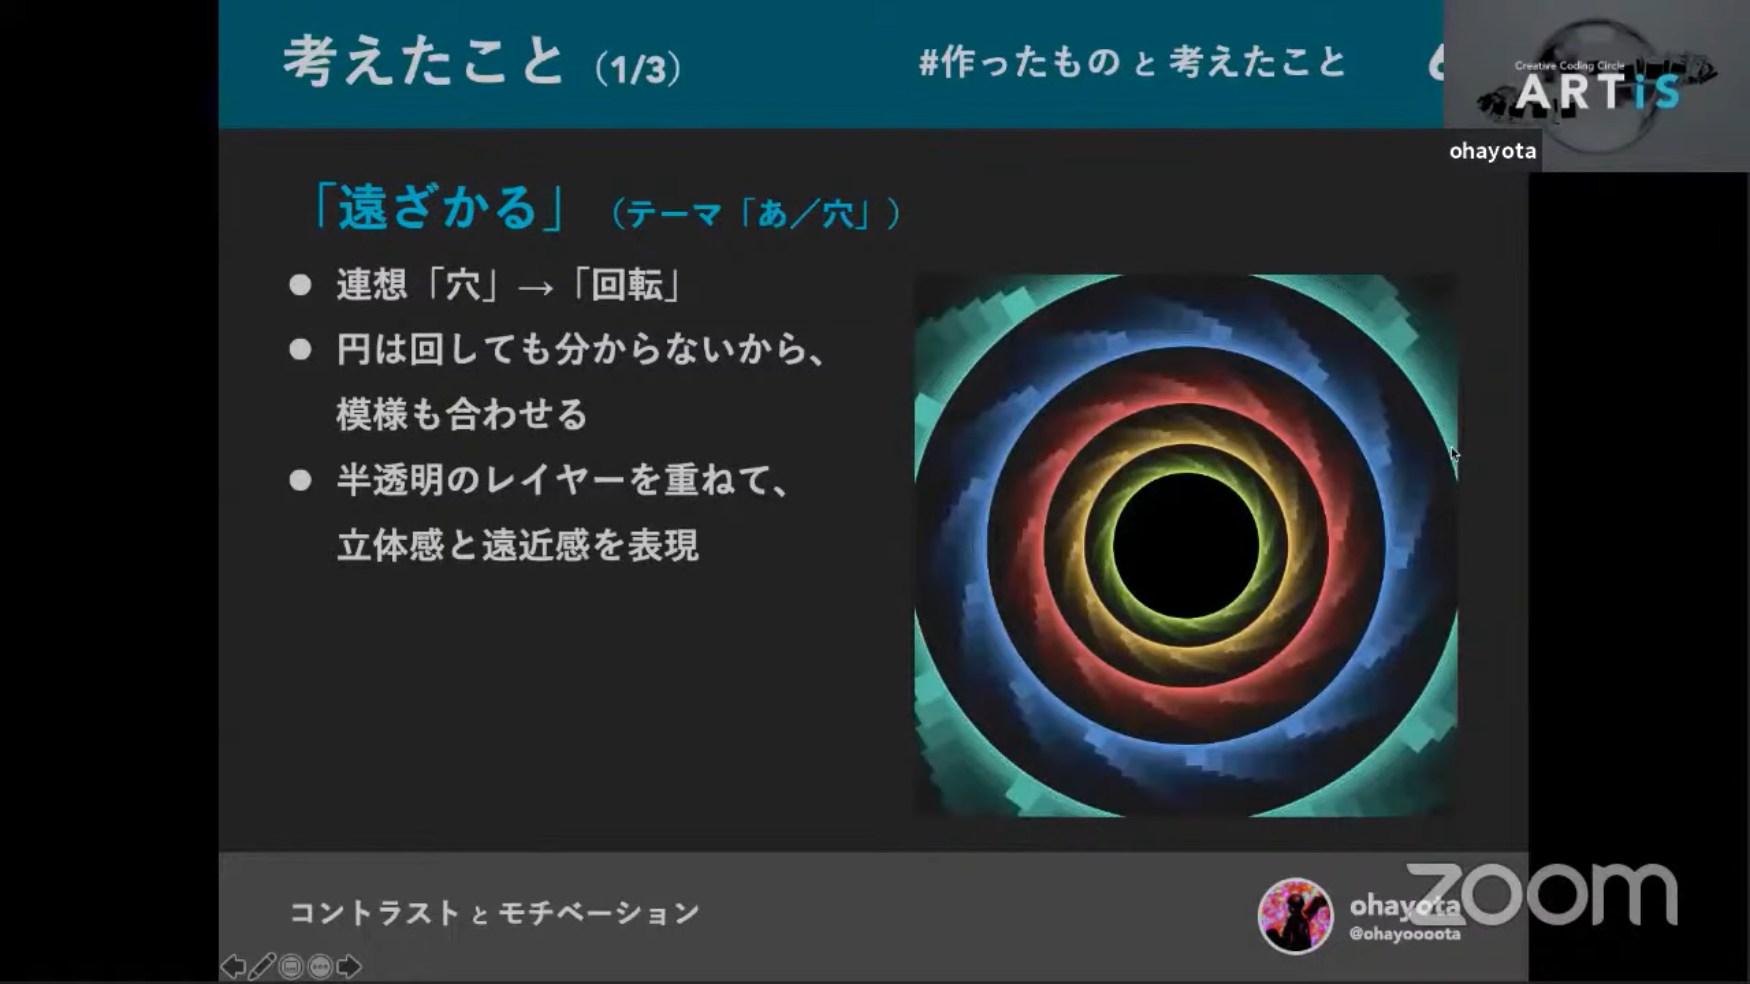 考えたこと（1/3）
#作ったもの と 考えたこと
Creative Coding Circle
ARTiS
ohayota
「遠ざかる」（テーマ「あ／穴」）
● 連想「穴」→「回転」
● 円は回しても分からないから、
模様も合わせる
● 半透明のレイヤーを重ねて、
立体感と遠近感を表現
コントラスト と モチベーション
ohayota
@ohayoooota
zoom